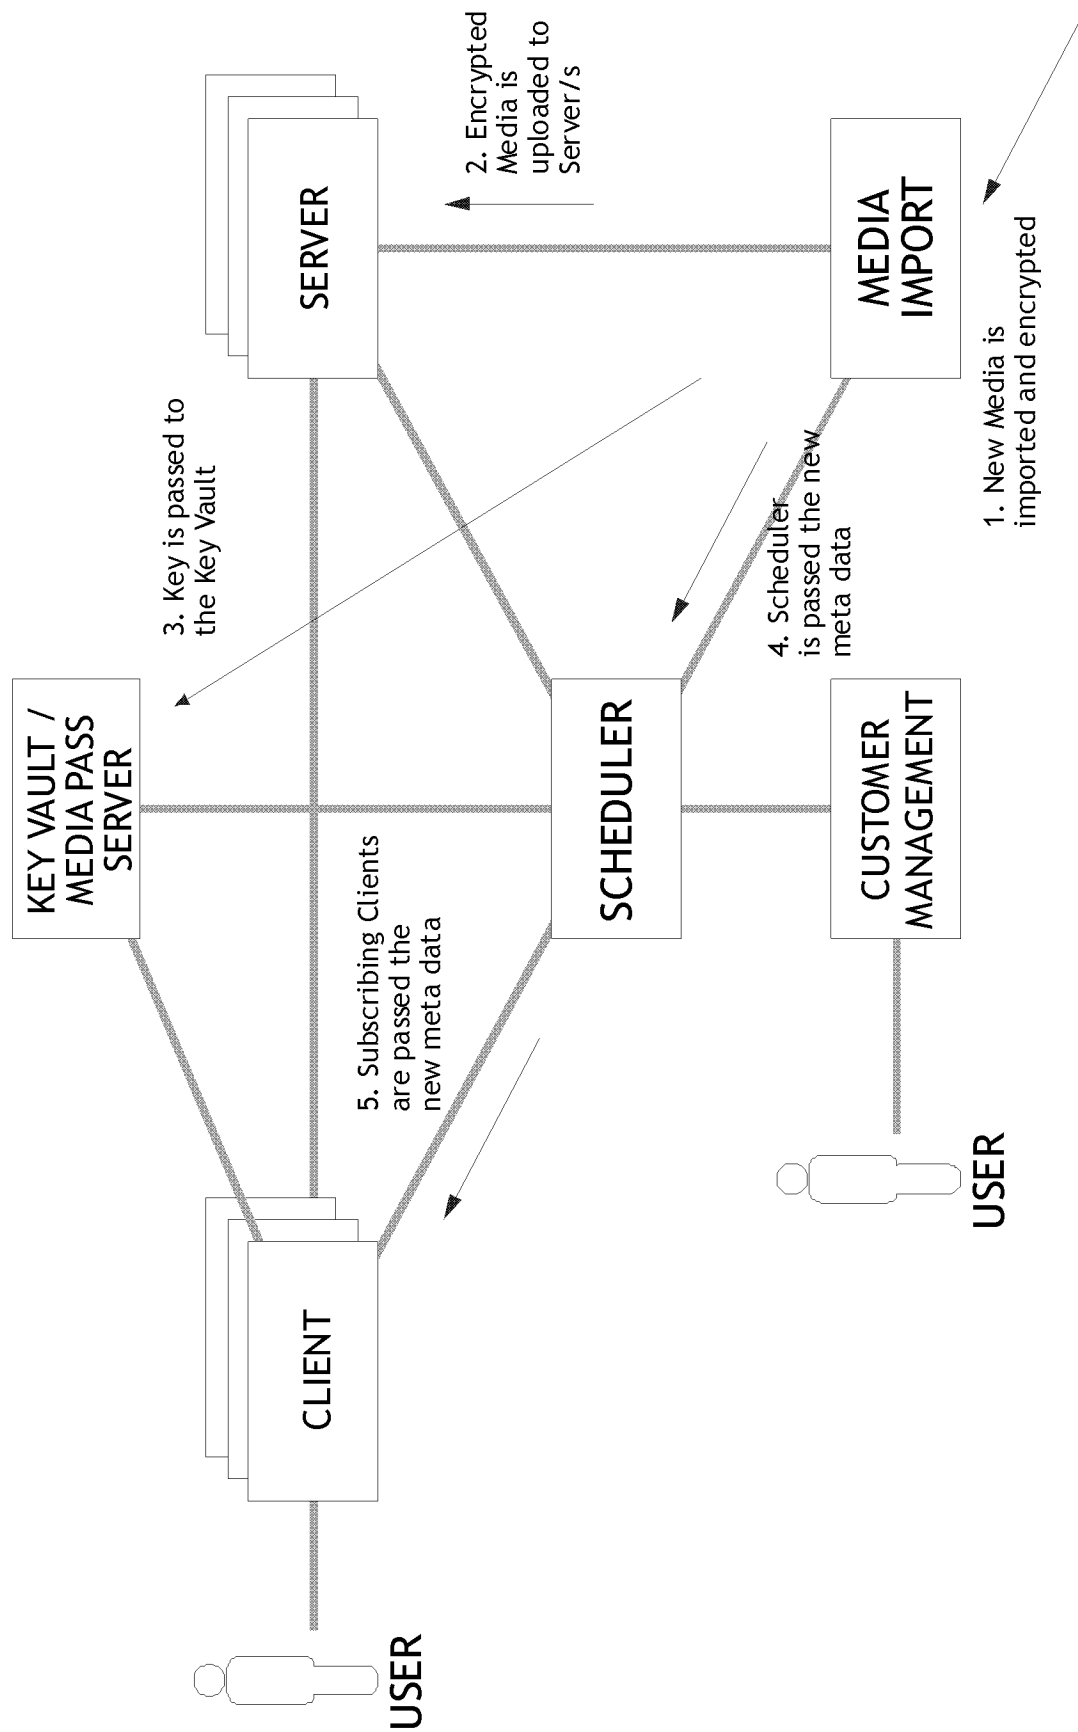 KEY VAULT /
MEDIA PASS
SERVER
3. Key is passed to
the Key Vault
CLIENT
SERVER
USER
5. Subscribing Clients
are passed the
new meta data
2. Encrypted
Media is
uploaded to
Server/s
SCHEDULER
4. Scheduler
is passed the new
meta data
CUSTOMER
MANAGEMENT
MEDIA
IMPORT
USER
1. New Media is
imported and encrypted